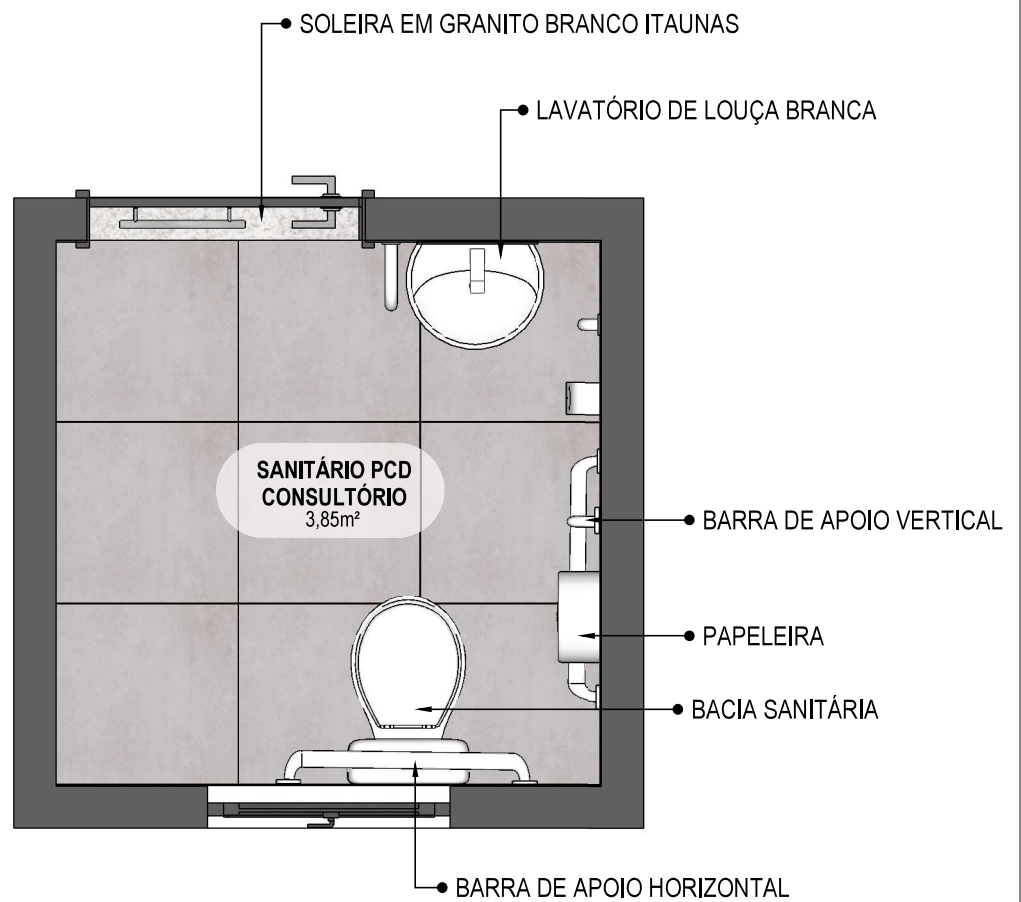 SOLEIRA EM GRANITO BRANCO ITAUNAS
LAVATÓRIO DE LOUÇA BRANCA
SANITÁRIO PCD
CONSULTÓRIO
3,85m²
BARRA DE APOIO VERTICAL
PAPELEIRA
BACIA SANITÁRIA
BARRA DE APOIO HORIZONTAL